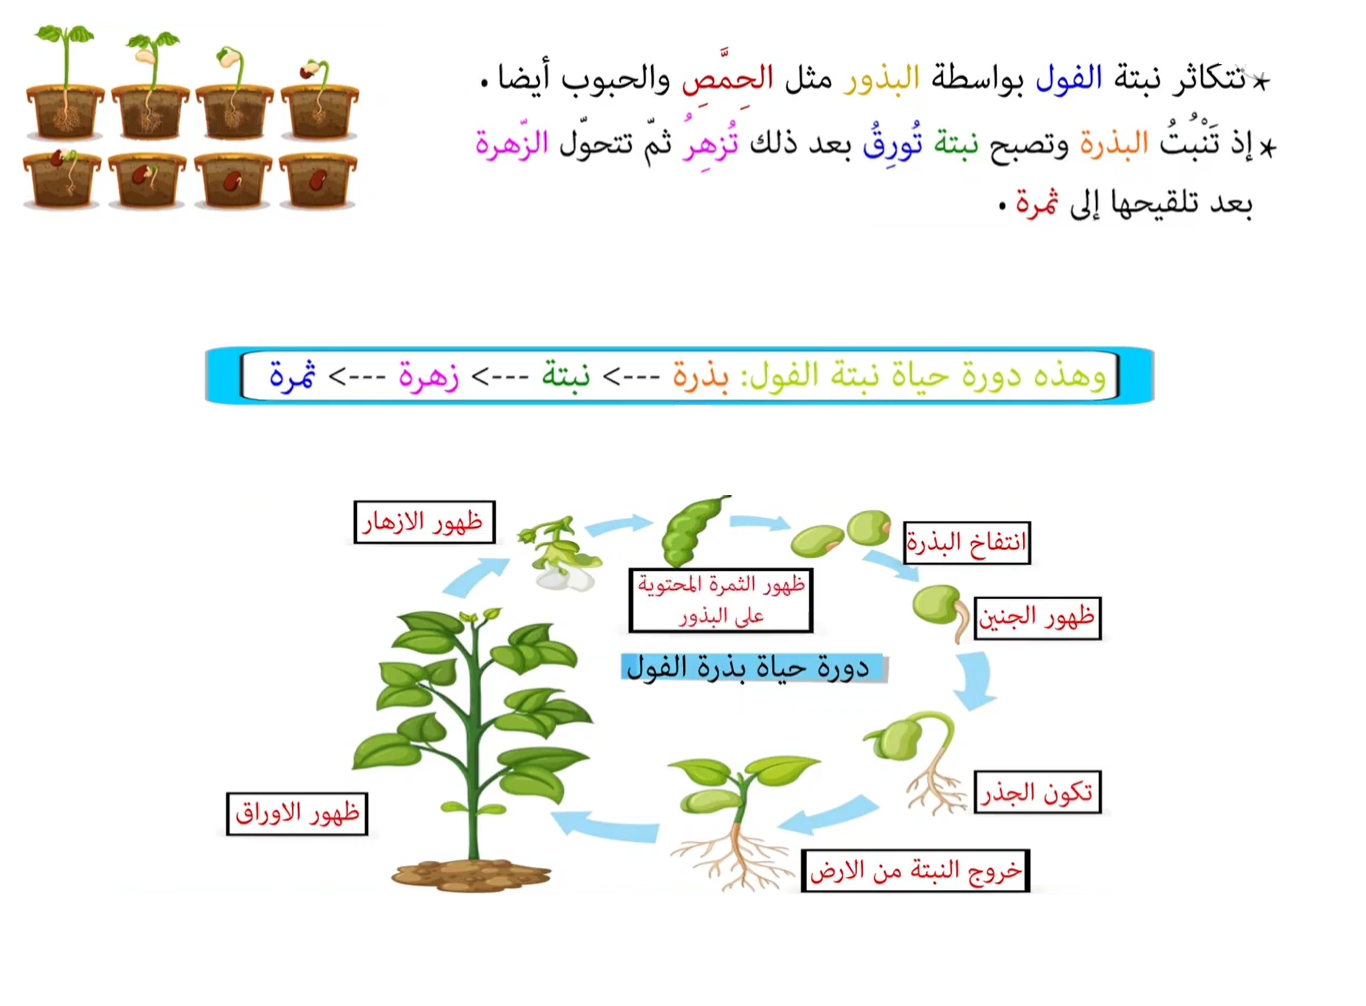 * تتكاثر نبتة الفول بواسطة البذور مثل الحِمَّصِ والحبوب أيضا .
* إذ تَنْبُتُ البذرة وتصبح نبتة تُورِقُ بعد ذلك تُزهِرُ ثمّ تتحوّل الزّهرة
بعد تلقيحها إلى ثمرة .
وهذه دورة حياة نبتة الفول: بذرة ---> نبتة ---> زهرة ---> ثمرة
ظهور الازهار
انتفاخ البذرة
ظهور الثمرة المحتوية
على البذور
ظهور الجنين
دورة حياة بذرة الفول
تكون الجذر
ظهور الاوراق
خروج النبتة من الارض